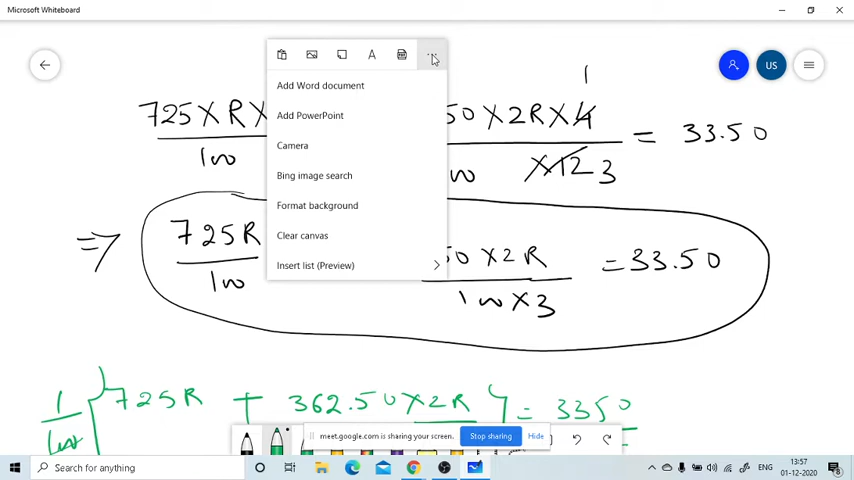 Microsoft Whiteboard
US
Add Word document
Add PowerPoint
Camera
Bing image search
Format background
Clear canvas
Insert list (Preview)
1
725 X R X 50 X 2R X 4 = 33.50
100 X 12 3
=> 725R 50 X 2R = 33.50
100 100 X 3
1 725R + 362.50 X 2R = 3350
100
meet.google.com is sharing your screen.
Stop sharing
Hide
Search for anything
ENG
13:57
01-12-2020
8